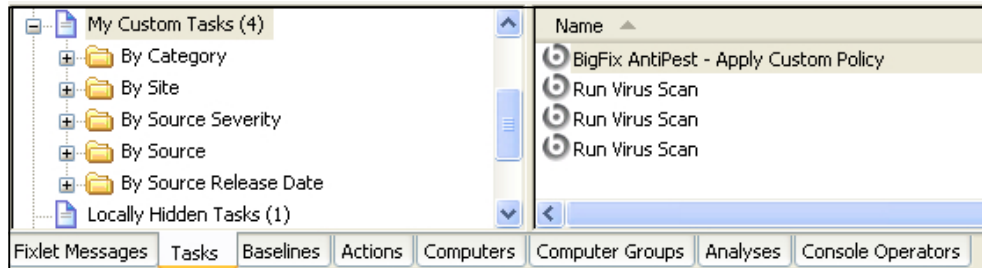 My Custom Tasks (4)
By Category
By Site
By Source Severity
By Source
By Source Release Date
Locally Hidden Tasks (1)
Name
BigFix AntiPest - Apply Custom Policy
Run Virus Scan
Run Virus Scan
Run Virus Scan
Fixlet Messages Tasks Baselines Actions Computers Computer Groups Analyses Console Operators